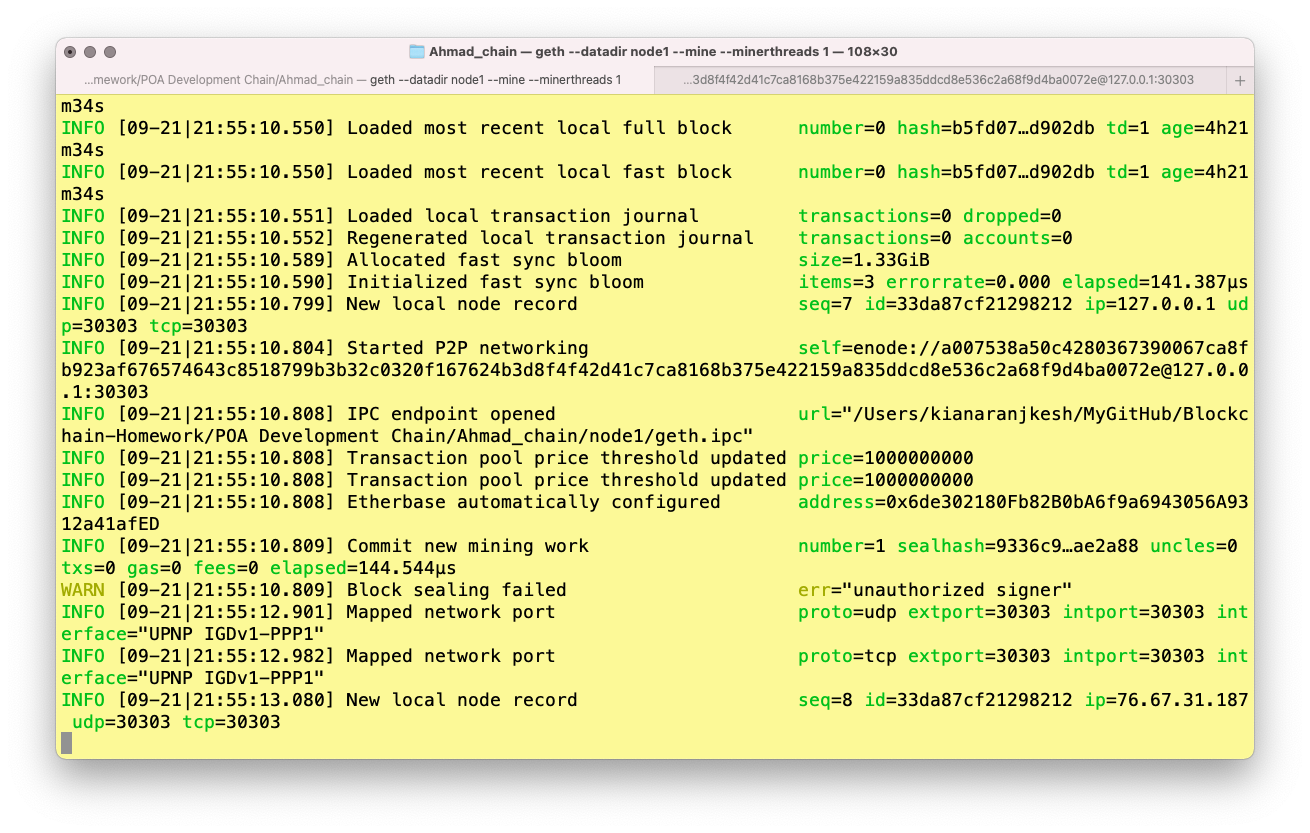 Ahmad_chain — geth --datadir node1 --mine --minerthreads 1 — 108×30
...mework/POA Development Chain/Ahmad_chain — geth --datadir node1 --mine --minerthreads 1
...3d8f4f42d41c7ca8168b375e422159a835ddcd8e536c2a68f9d4ba0072e@127.0.0.1:30303
+
m34s
INFO [09-21|21:55:10.550] Loaded most recent local full block number=0 hash=b5fd07…d902db td=1 age=4h21
m34s
INFO [09-21|21:55:10.550] Loaded most recent local fast block number=0 hash=b5fd07…d902db td=1 age=4h21
m34s
INFO [09-21|21:55:10.551] Loaded local transaction journal transactions=0 dropped=0
INFO [09-21|21:55:10.552] Regenerated local transaction journal transactions=0 accounts=0
INFO [09-21|21:55:10.589] Allocated fast sync bloom size=1.33GiB
INFO [09-21|21:55:10.590] Initialized fast sync bloom items=3 errorrate=0.000 elapsed=141.387µs
INFO [09-21|21:55:10.799] New local node record seq=7 id=33da87cf21298212 ip=127.0.0.1 ud
p=30303 tcp=30303
INFO [09-21|21:55:10.804] Started P2P networking self=enode://a007538a50c4280367390067ca8f
b923af676574643c8518799b3b32c0320f167624b3d8f4f42d41c7ca8168b375e422159a835ddcd8e536c2a68f9d4ba0072e@127.0.0
.1:30303
INFO [09-21|21:55:10.808] IPC endpoint opened url="/Users/kianaranjkesh/MyGitHub/Blockc
hain-Homework/POA Development Chain/Ahmad_chain/node1/geth.ipc"
INFO [09-21|21:55:10.808] Transaction pool price threshold updated price=1000000000
INFO [09-21|21:55:10.808] Transaction pool price threshold updated price=1000000000
INFO [09-21|21:55:10.808] Etherbase automatically configured address=0x6de302180Fb82B0bA6f9a6943056A93
12a41afED
INFO [09-21|21:55:10.809] Commit new mining work number=1 sealhash=9336c9…ae2a88 uncles=0
txs=0 gas=0 fees=0 elapsed=144.544µs
WARN [09-21|21:55:10.809] Block sealing failed err="unauthorized signer"
INFO [09-21|21:55:12.901] Mapped network port proto=udp extport=30303 intport=30303 int
erface="UPNP IGDv1-PPP1"
INFO [09-21|21:55:12.982] Mapped network port proto=tcp extport=30303 intport=30303 int
erface="UPNP IGDv1-PPP1"
INFO [09-21|21:55:13.080] New local node record seq=8 id=33da87cf21298212 ip=76.67.31.187
udp=30303 tcp=30303